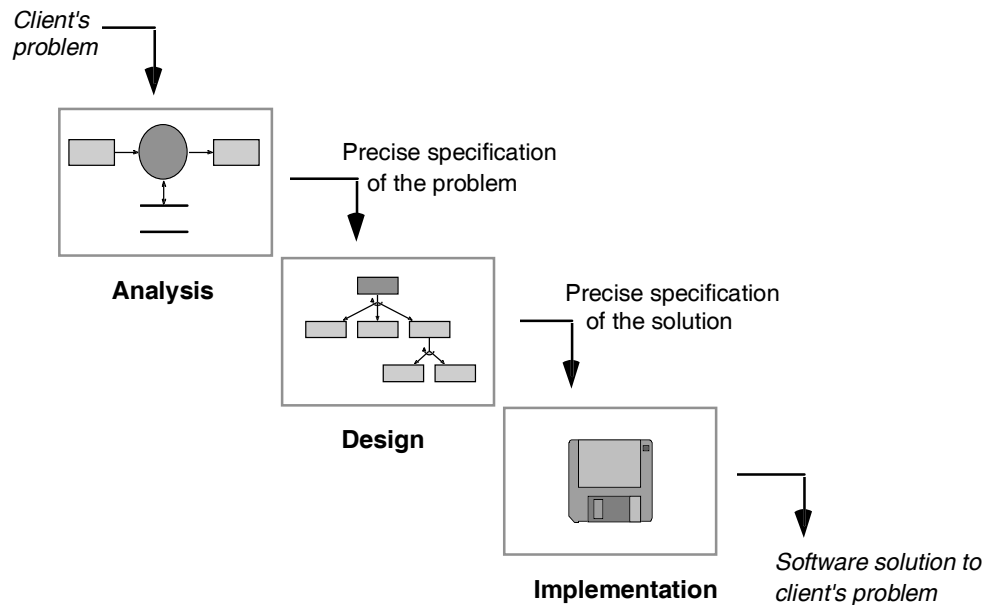 Client's
problem
Precise specification
of the problem
Analysis
Precise specification
of the solution
Design
Implementation
Software solution to
client's problem